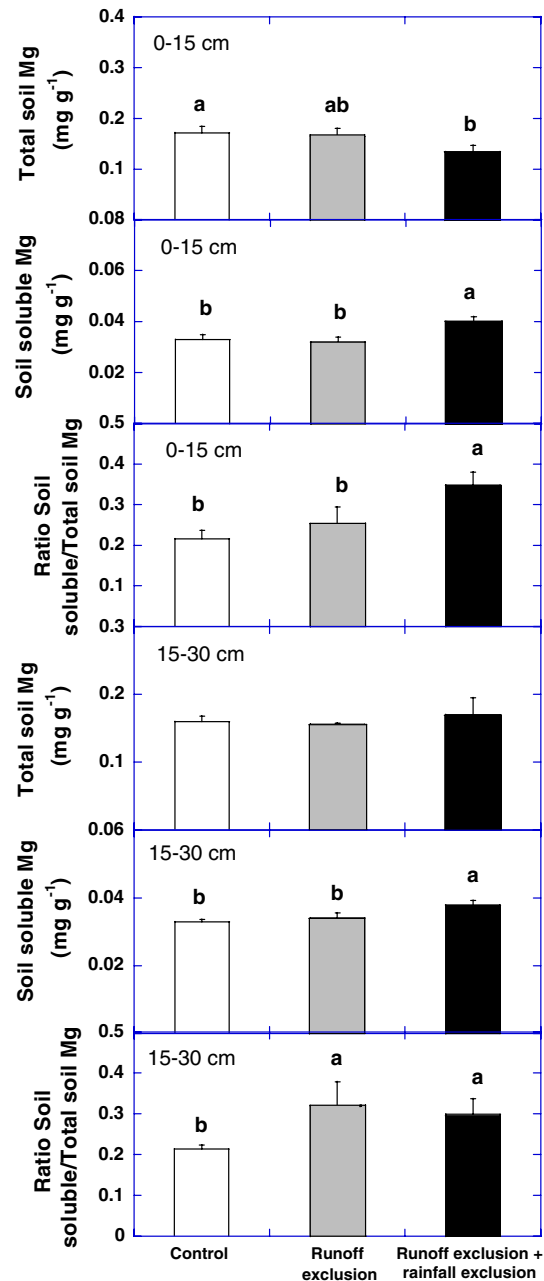 0.4
0-15 cm
Total soil Mg
(mg g-1)
0.3
a
ab
b
0.2
0.1
0.08
0-15 cm
Soil soluble Mg
(mg g-1)
0.06
b
b
a
0.04
0.02
0.5
0-15 cm
Ratio Soil
soluble/Total soil Mg
0.4
b
b
a
0.3
0.2
0.1
0.3
15-30 cm
Total soil Mg
(mg g-1)
0.2
0.1
0.06
15-30 cm
Soil soluble Mg
(mg g-1)
b
b
a
0.04
0.02
0.5
15-30 cm
Ratio Soil
soluble/Total soil Mg
0.4
b
a
a
0.3
0.2
0.1
0
Control
Runoff
exclusion
Runoff exclusion +
rainfall exclusion